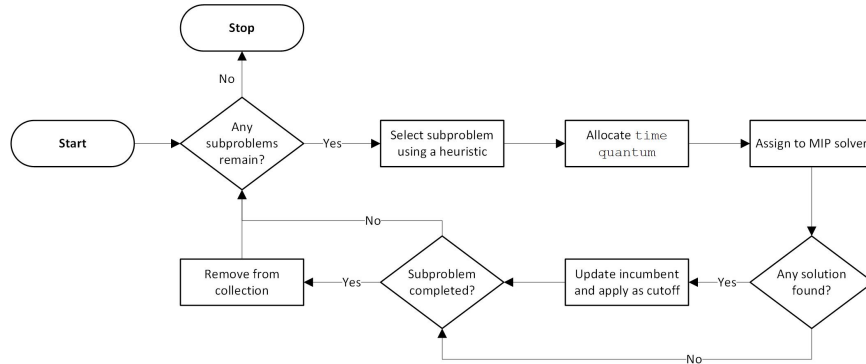 Stop
No
Start
Any
subproblems
remain?
Yes
Select subproblem
using a heuristic
Allocate time
quantum
Assign to MIP solver
No
Remove from
collection
Yes
Subproblem
completed?
Update incumbent
and apply as cutoff
Yes
Any solution
found?
No